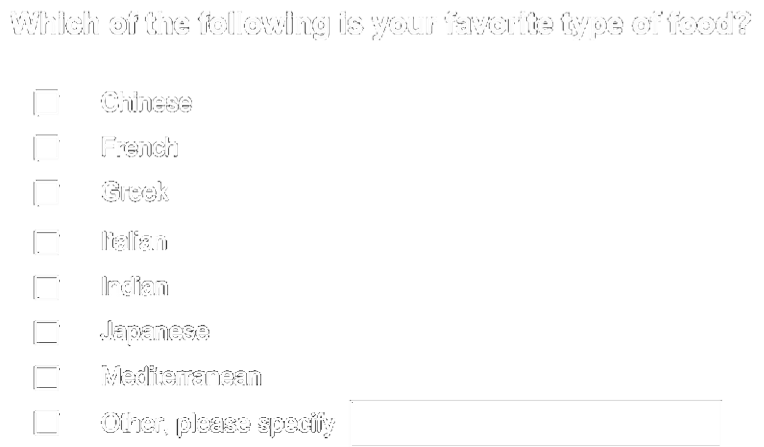 Which of the following is your favorite type of food?
Chinese
French
Greek
Italian
Indian
Japanese
Mediterranean
Other, please specify